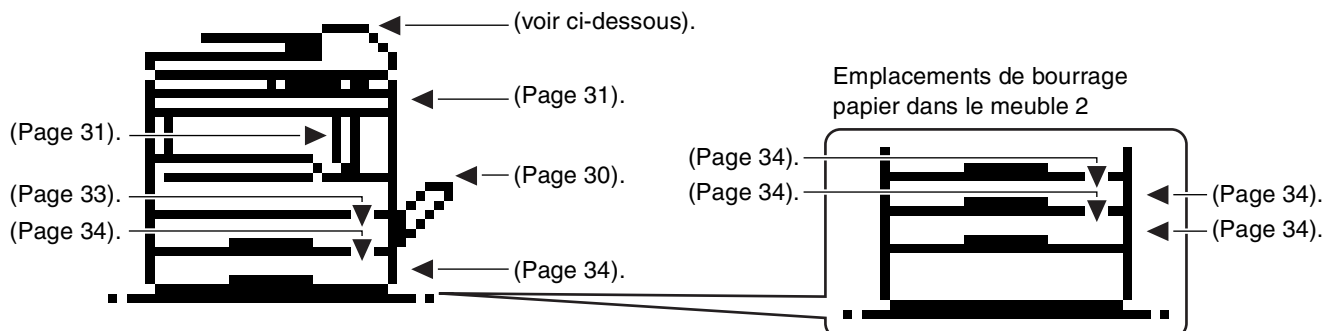 (voir ci-dessous).
(Page 31).
(Page 31).
(Page 30).
(Page 33).
(Page 34).
(Page 34).
Emplacements de bourrage
papier dans le meuble 2
(Page 34).
(Page 34).
(Page 34).
(Page 34).